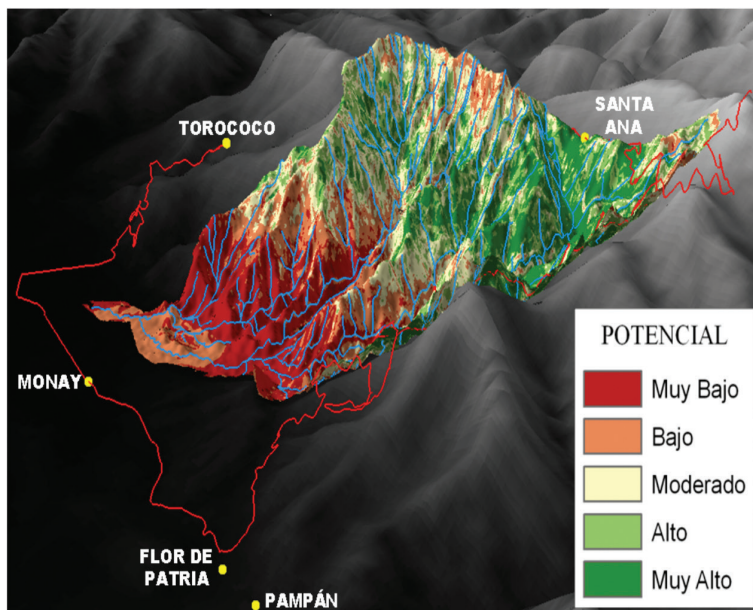 TOROCOCO
SANTA
ANA
MONAY
FLOR DE
PATRIA
PAMPÁN
POTENCIAL
Muy Bajo
Bajo
Moderado
Alto
Muy Alto